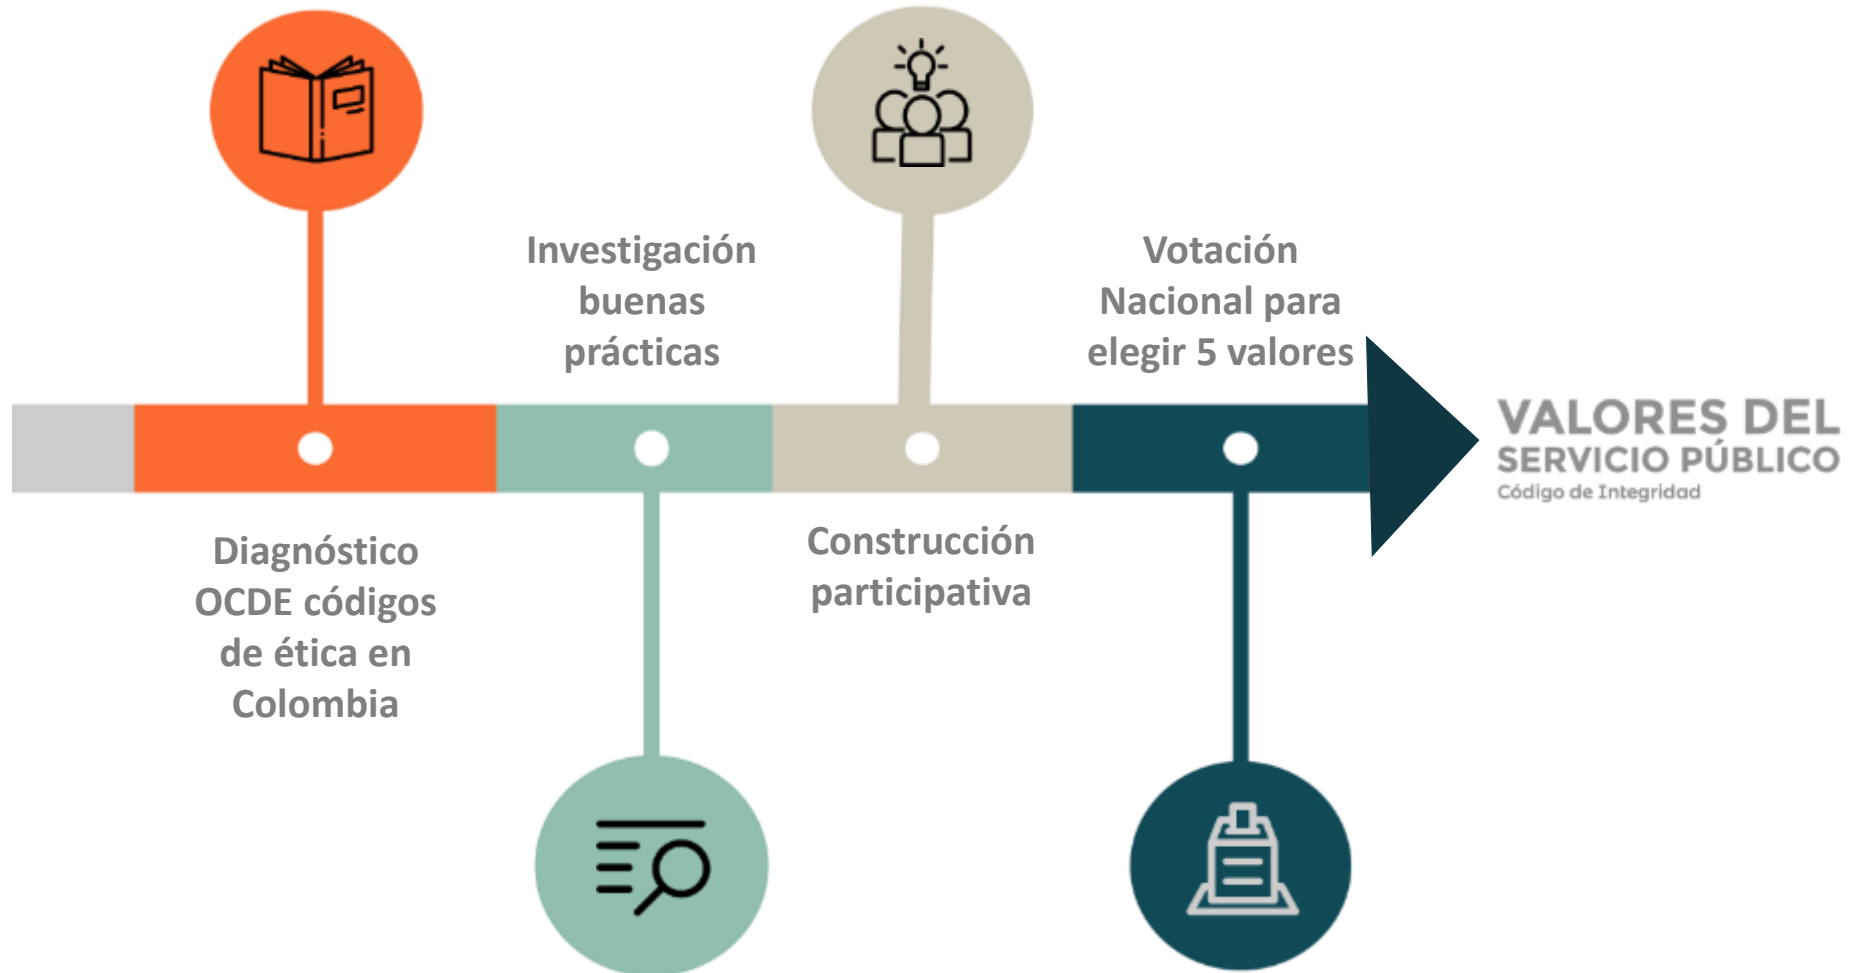 Diagnóstico
OCDE códigos
de ética en
Colombia
Investigación
buenas
prácticas
Construcción
participativa
Votación
Nacional para
elegir 5 valores
VALORES DEL
SERVICIO PÚBLICO
Código de Integridad